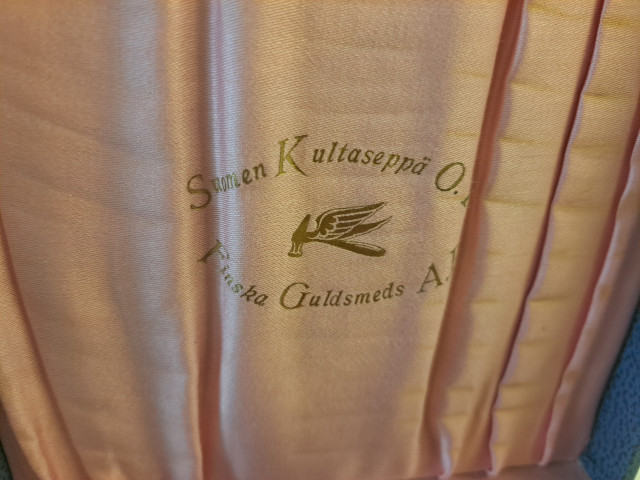 Suomen Kultaseppä O.
Finska Guldsmeds A.